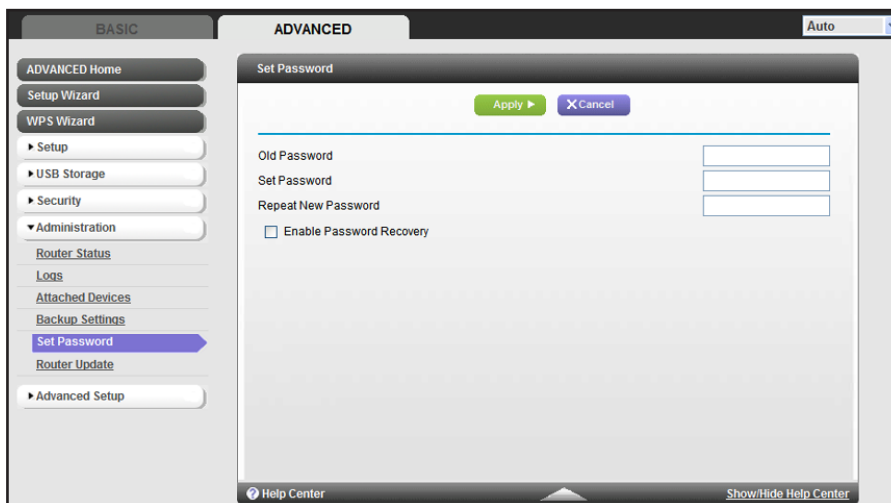 BASIC
ADVANCED
Auto
ADVANCED Home
Setup Wizard
WPS Wizard
Setup
USB Storage
Security
Administration
Router Status
Logs
Attached Devices
Backup Settings
Set Password
Router Update
Advanced Setup
Set Password
Apply
Cancel
Old Password
Set Password
Repeat New Password
Enable Password Recovery
Help Center
Show/Hide Help Center